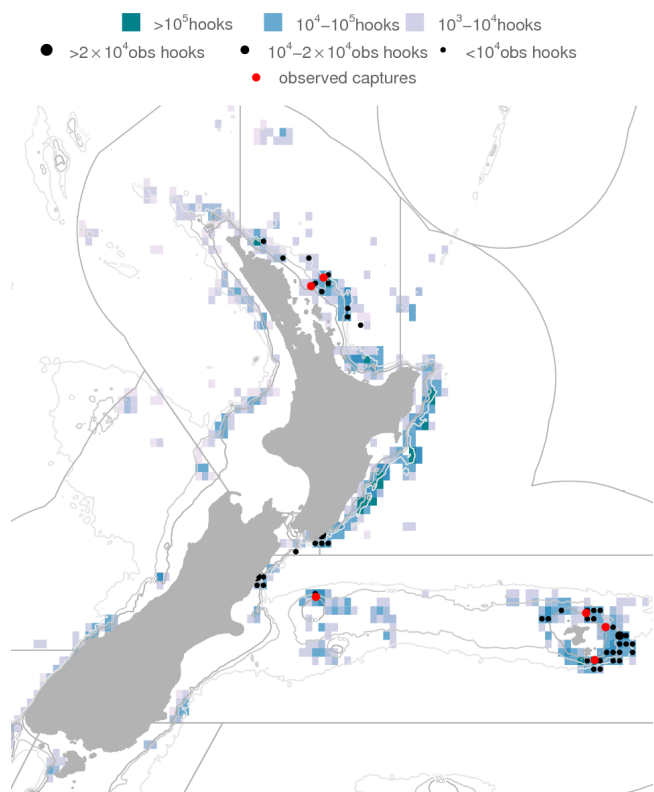 >10⁵hooks 10⁴−10⁵hooks 10³−10⁴hooks
>2×10⁴obs hooks 10⁴−2×10⁴obs hooks <10⁴obs hooks
observed captures